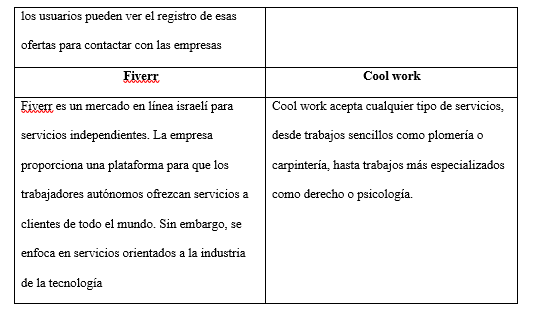 los usuarios pueden ver el registro de esas
ofertas para contactar con las empresas
Fiverr
Cool work
Fiverr es un mercado en línea israelí para
servicios independientes. La empresa
proporciona una plataforma para que los
trabajadores autónomos ofrezcan servicios a
clientes de todo el mundo. Sin embargo, se
enfoca en servicios orientados a la industria
de la tecnología
Cool work acepta cualquier tipo de servicios,
desde trabajos sencillos como plomería o
carpintería, hasta trabajos más especializados
como derecho o psicología.